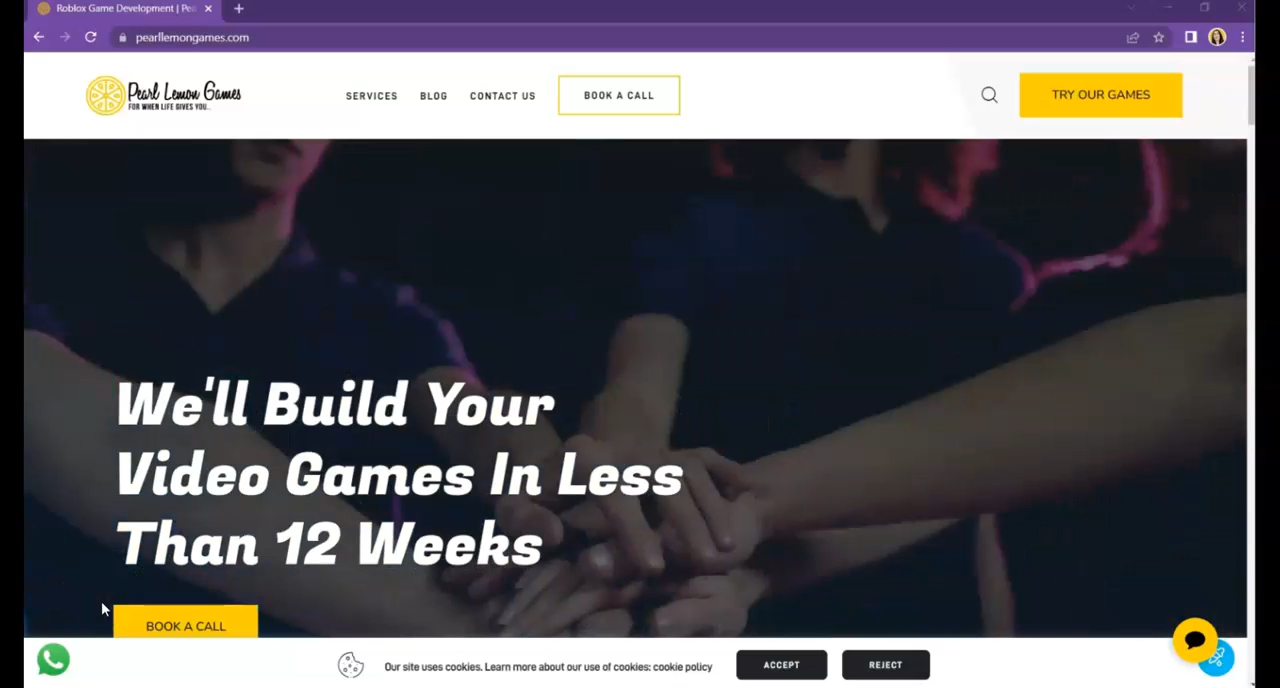 Roblox Game Development | Pea
pearllemongames.com
Pearl Lemon Games
FOR WHEN LIFE GIVES YOU..
SERVICES
BLOG
CONTACT US
BOOK A CALL
TRY OUR GAMES
We'll Build Your
Video Games In Less
Than 12 Weeks
BOOK A CALL
Our site uses cookies. Learn more about our use of cookies: cookie policy
ACCEPT
REJECT